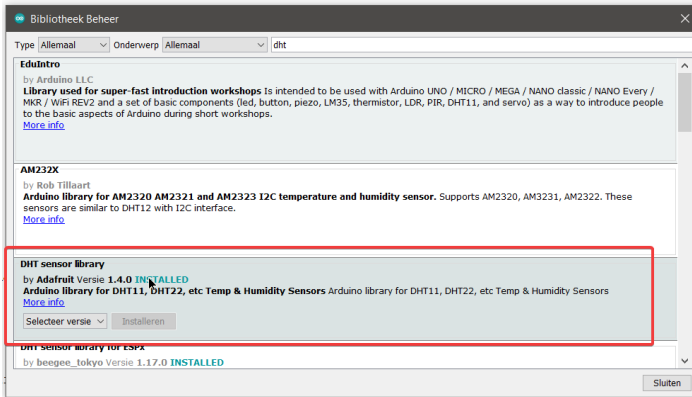 Bibliotheek Beheer
Type Allemaal Onderwerp Allemaal dht
EduIntro
by Arduino LLC
Library used for super-fast introduction workshops Is intended to be used with Arduino UNO / MICRO / MEGA / NANO classic / NANO Every /
MKR / WiFi REV2 and a set of basic components (led, button, piezo, LM35, thermistor, LDR, PIR, DHT11, and servo) as a way to introduce people
to the basic aspects of Arduino during short workshops.
More info
AM232X
by Rob Tillaart
Arduino library for AM2320 AM2321 and AM2323 I2C temperature and humidity sensor. Supports AM2320, AM3231, AM2322. These
sensors are similar to DHT12 with I2C interface.
More info
DHT sensor library
by Adafruit Versie 1.4.0 INSTALLED
Arduino library for DHT11, DHT22, etc Temp & Humidity Sensors Arduino library for DHT11, DHT22, etc Temp & Humidity Sensors
More info
Selecteer versie Installeren
DHT sensor library for ESPx
by beegee_tokyo Versie 1.17.0 INSTALLED
Sluiten